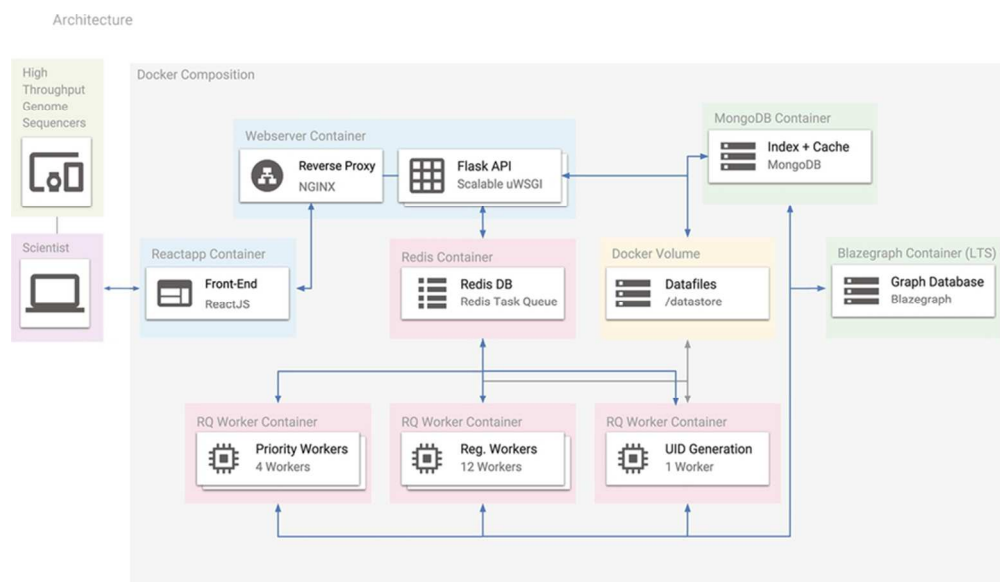 Architecture
High
Throughput
Genome
Sequencers
Docker Composition
MongoDB Container
Index + Cache
MongoDB
Webserver Container
Reverse Proxy
NGINX
Flask API
Scalable uWSGI
Scientist
Reactapp Container
Front-End
ReactJS
Redis Container
Redis DB
Redis Task Queue
Docker Volume
Datafiles
/datastore
Blazegraph Container (LTS)
Graph Database
Blazegraph
RQ Worker Container
Priority Workers
4 Workers
RQ Worker Container
Reg. Workers
12 Workers
RQ Worker Container
UID Generation
1 Worker